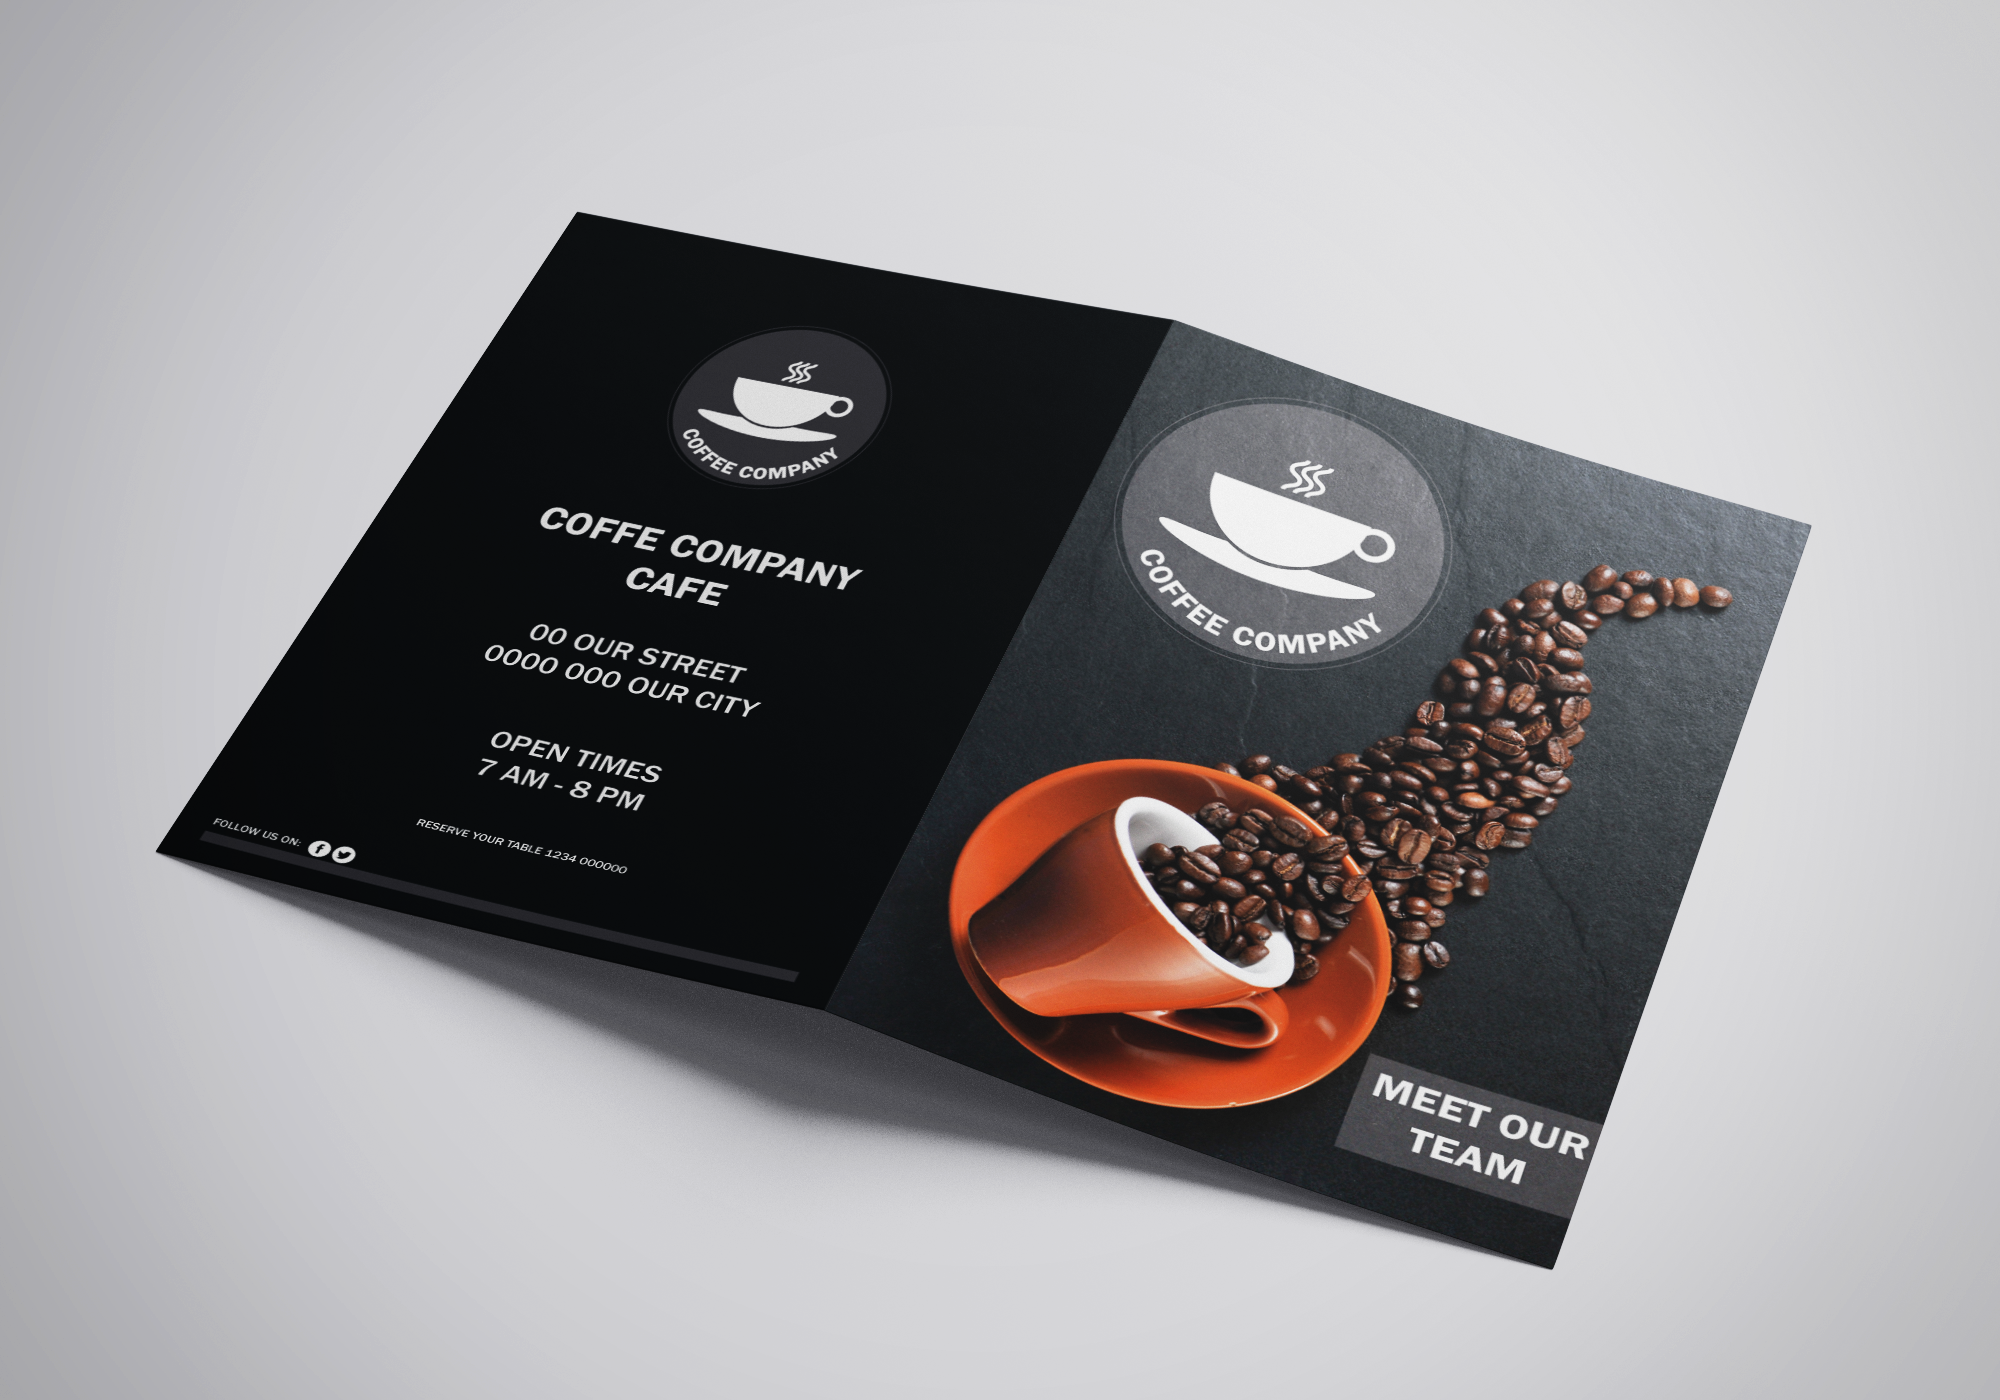 COFFEE COMPANY
COFFE COMPANY
CAFE
00 OUR STREET
0000 000 OUR CITY
OPEN TIMES
7 AM - 8 PM
RESERVE YOUR TABLE 1234 000000
FOLLOW US ON:
COFFEE COMPANY
MEET OUR
TEAM